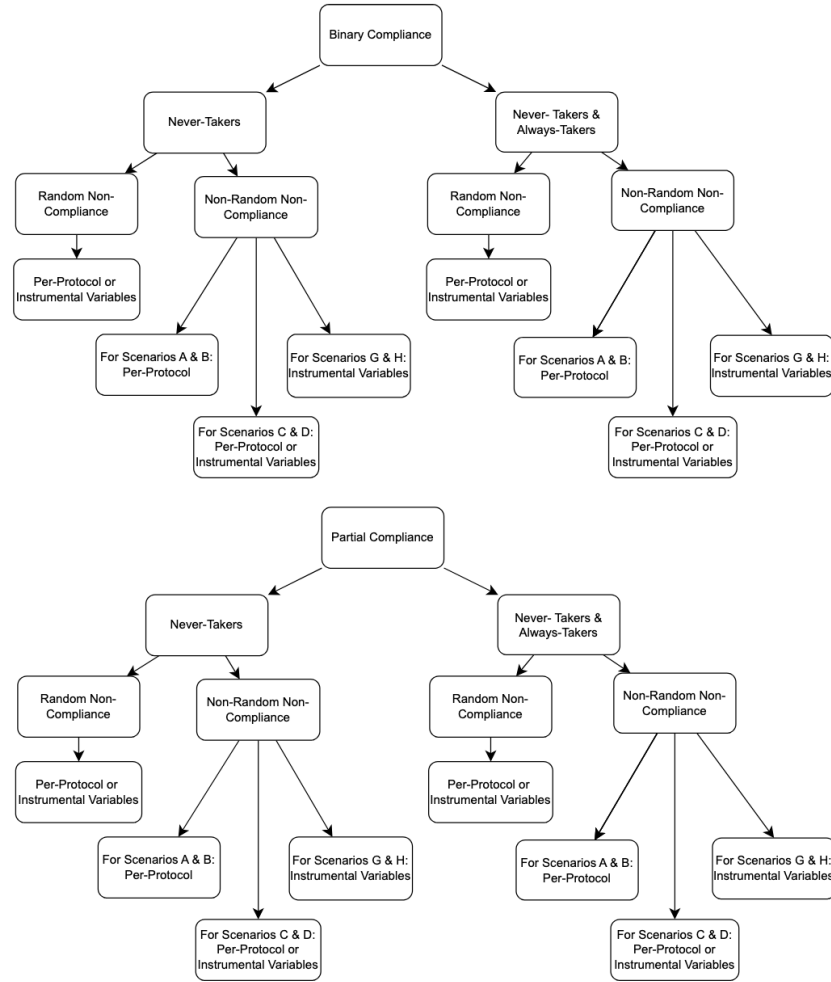 Binary Compliance
Never-Takers
Never- Takers &
Always-Takers
Random Non-
Compliance
Non-Random Non-
Compliance
Random Non-
Compliance
Non-Random Non-
Compliance
Per-Protocol or
Instrumental Variables
Per-Protocol or
Instrumental Variables
For Scenarios A & B:
Per-Protocol
For Scenarios G & H:
Instrumental Variables
For Scenarios A & B:
Per-Protocol
For Scenarios G & H:
Instrumental Variables
For Scenarios C & D:
Per-Protocol or
Instrumental Variables
For Scenarios C & D:
Per-Protocol or
Instrumental Variables
Partial Compliance
Never-Takers
Never- Takers &
Always-Takers
Random Non-
Compliance
Non-Random Non-
Compliance
Random Non-
Compliance
Non-Random Non-
Compliance
Per-Protocol or
Instrumental Variables
Per-Protocol or
Instrumental Variables
For Scenarios A & B:
Per-Protocol
For Scenarios G & H:
Instrumental Variables
For Scenarios A & B:
Per-Protocol
For Scenarios G & H:
Instrumental Variables
For Scenarios C & D:
Per-Protocol or
Instrumental Variables
For Scenarios C & D:
Per-Protocol or
Instrumental Variables